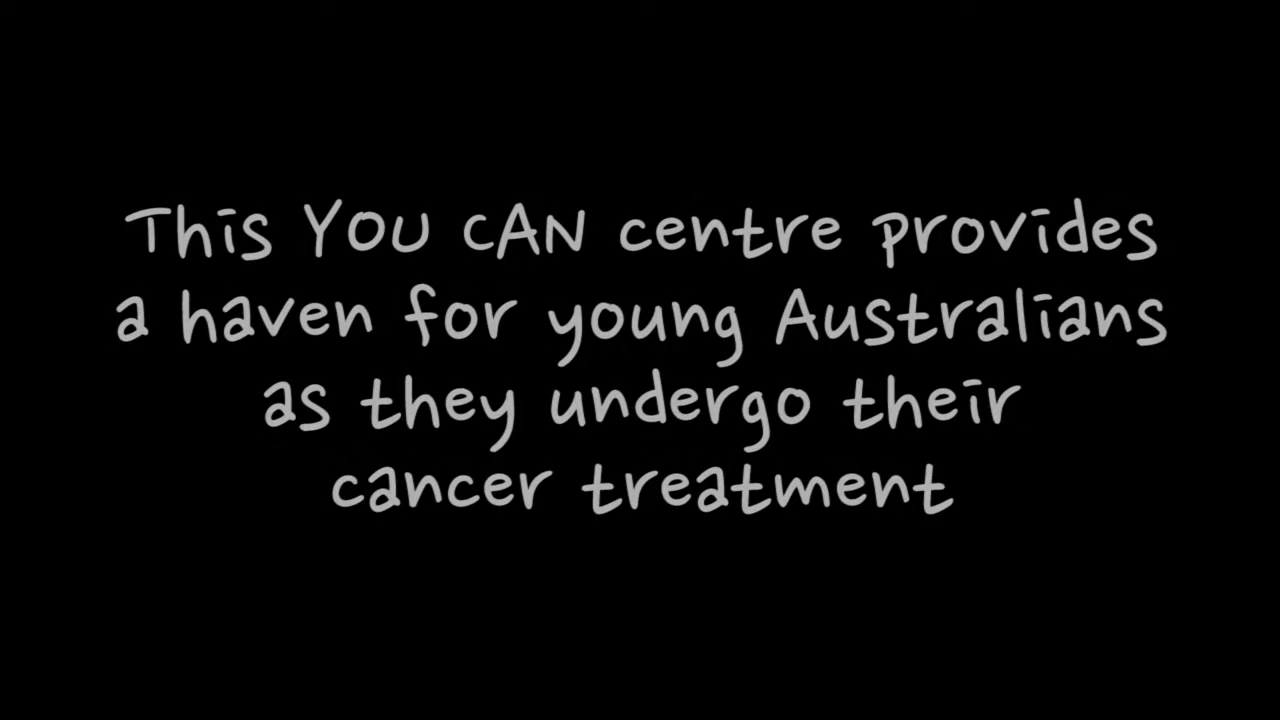 This YOU CAN centre provides
a haven for young Australians
as they undergo their
cancer treatment